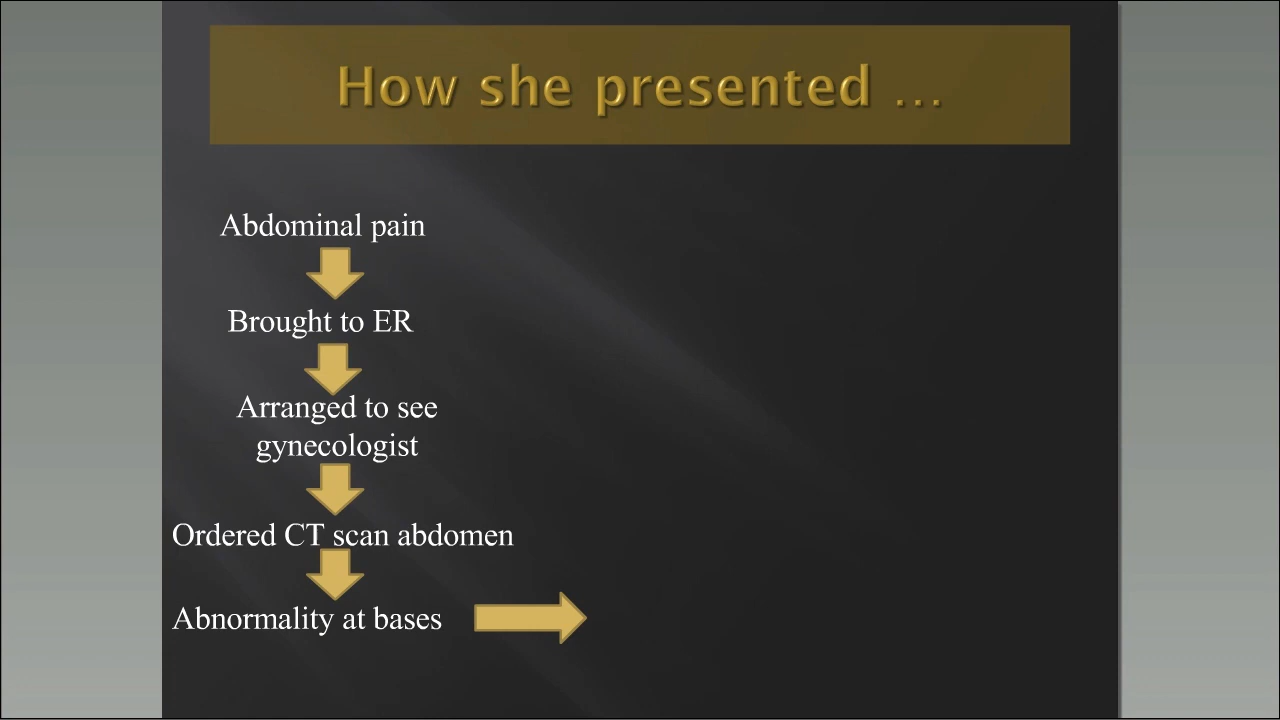 How she presented ...
Abdominal pain
Brought to ER
Arranged to see
gynecologist
Ordered CT scan abdomen
Abnormality at bases